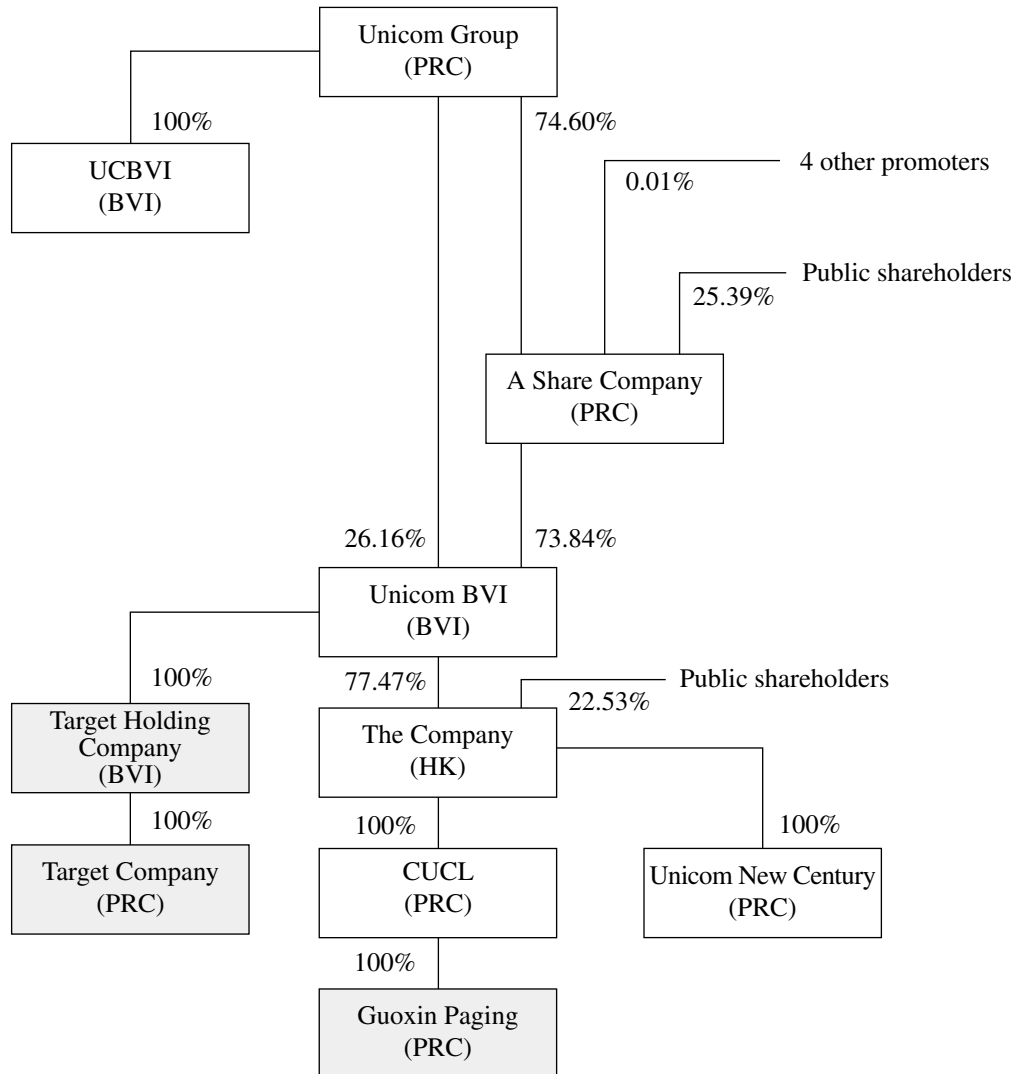 Unicom Group
(PRC)
100%
74.60%
UCBVI
(BVI)
4 other promoters
0.01%
Public shareholders
25.39%
A Share Company
(PRC)
26.16%
73.84%
Unicom BVI
(BVI)
100%
77.47%
Public shareholders
22.53%
Target Holding
Company
(BVI)
The Company
(HK)
100%
100%
100%
Target Company
(PRC)
CUCL
(PRC)
Unicom New Century
(PRC)
100%
Guoxin Paging
(PRC)